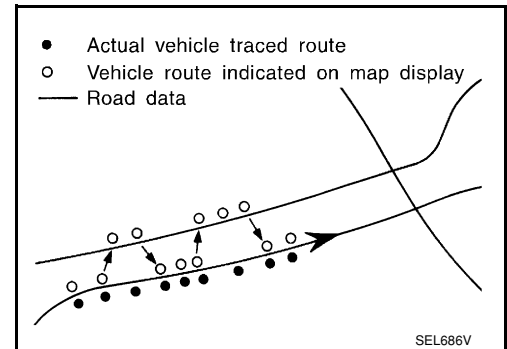 Actual vehicle traced route
Vehicle route indicated on map display
Road data
SEL686V